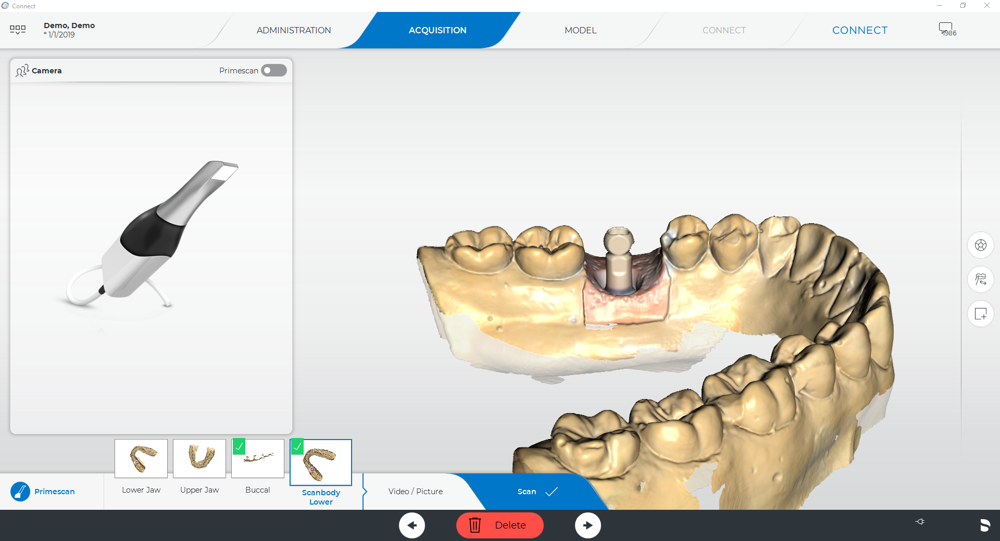 Connect
Demo, Demo
* 1/1/2019
ADMINISTRATION
ACQUISITION
MODEL
CONNECT
CONNECT
1986
Camera
Primescan
Primescan
Lower Jaw
Upper Jaw
Buccal
Scanbody
Lower
Video / Picture
Scan
Delete